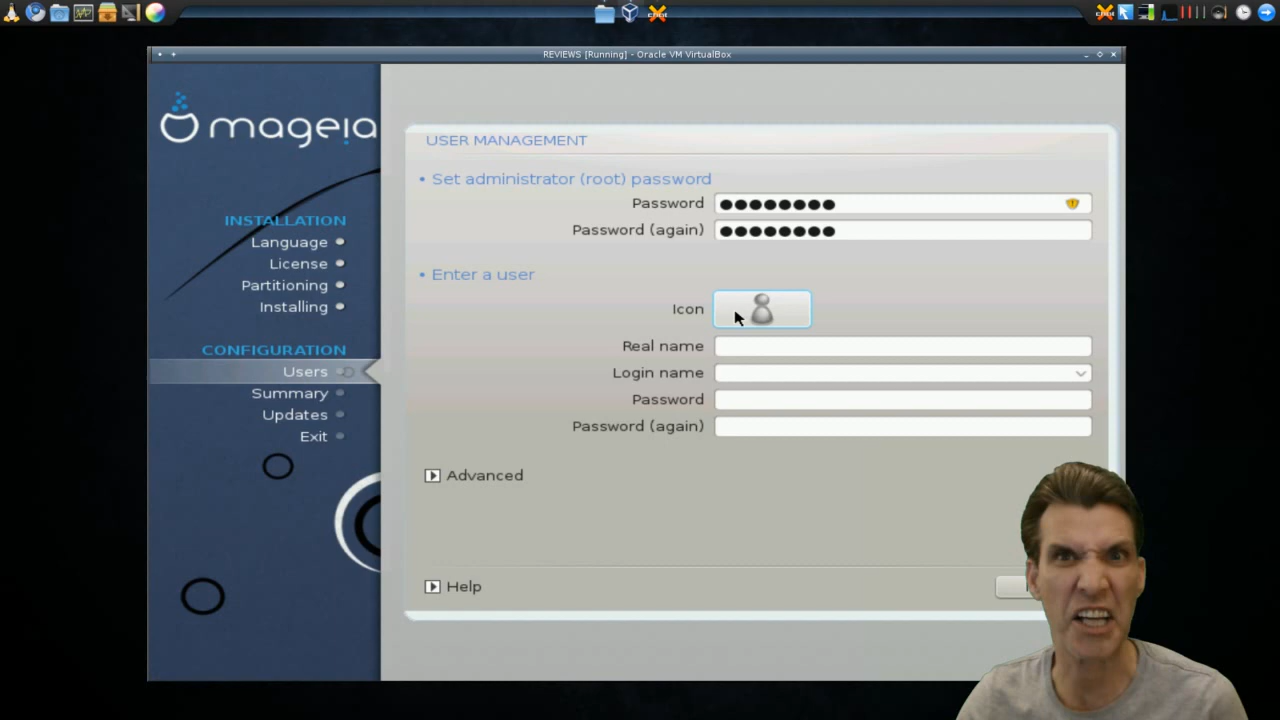 REVIEWS [Running] - Oracle VM VirtualBox
mageia
INSTALLATION
Language
License
Partitioning
Installing
CONFIGURATION
Users
Summary
Updates
Exit
USER MANAGEMENT
• Set administrator (root) password
Password
Password (again)
• Enter a user
Icon
Real name
Login name
Password
Password (again)
Advanced
Help